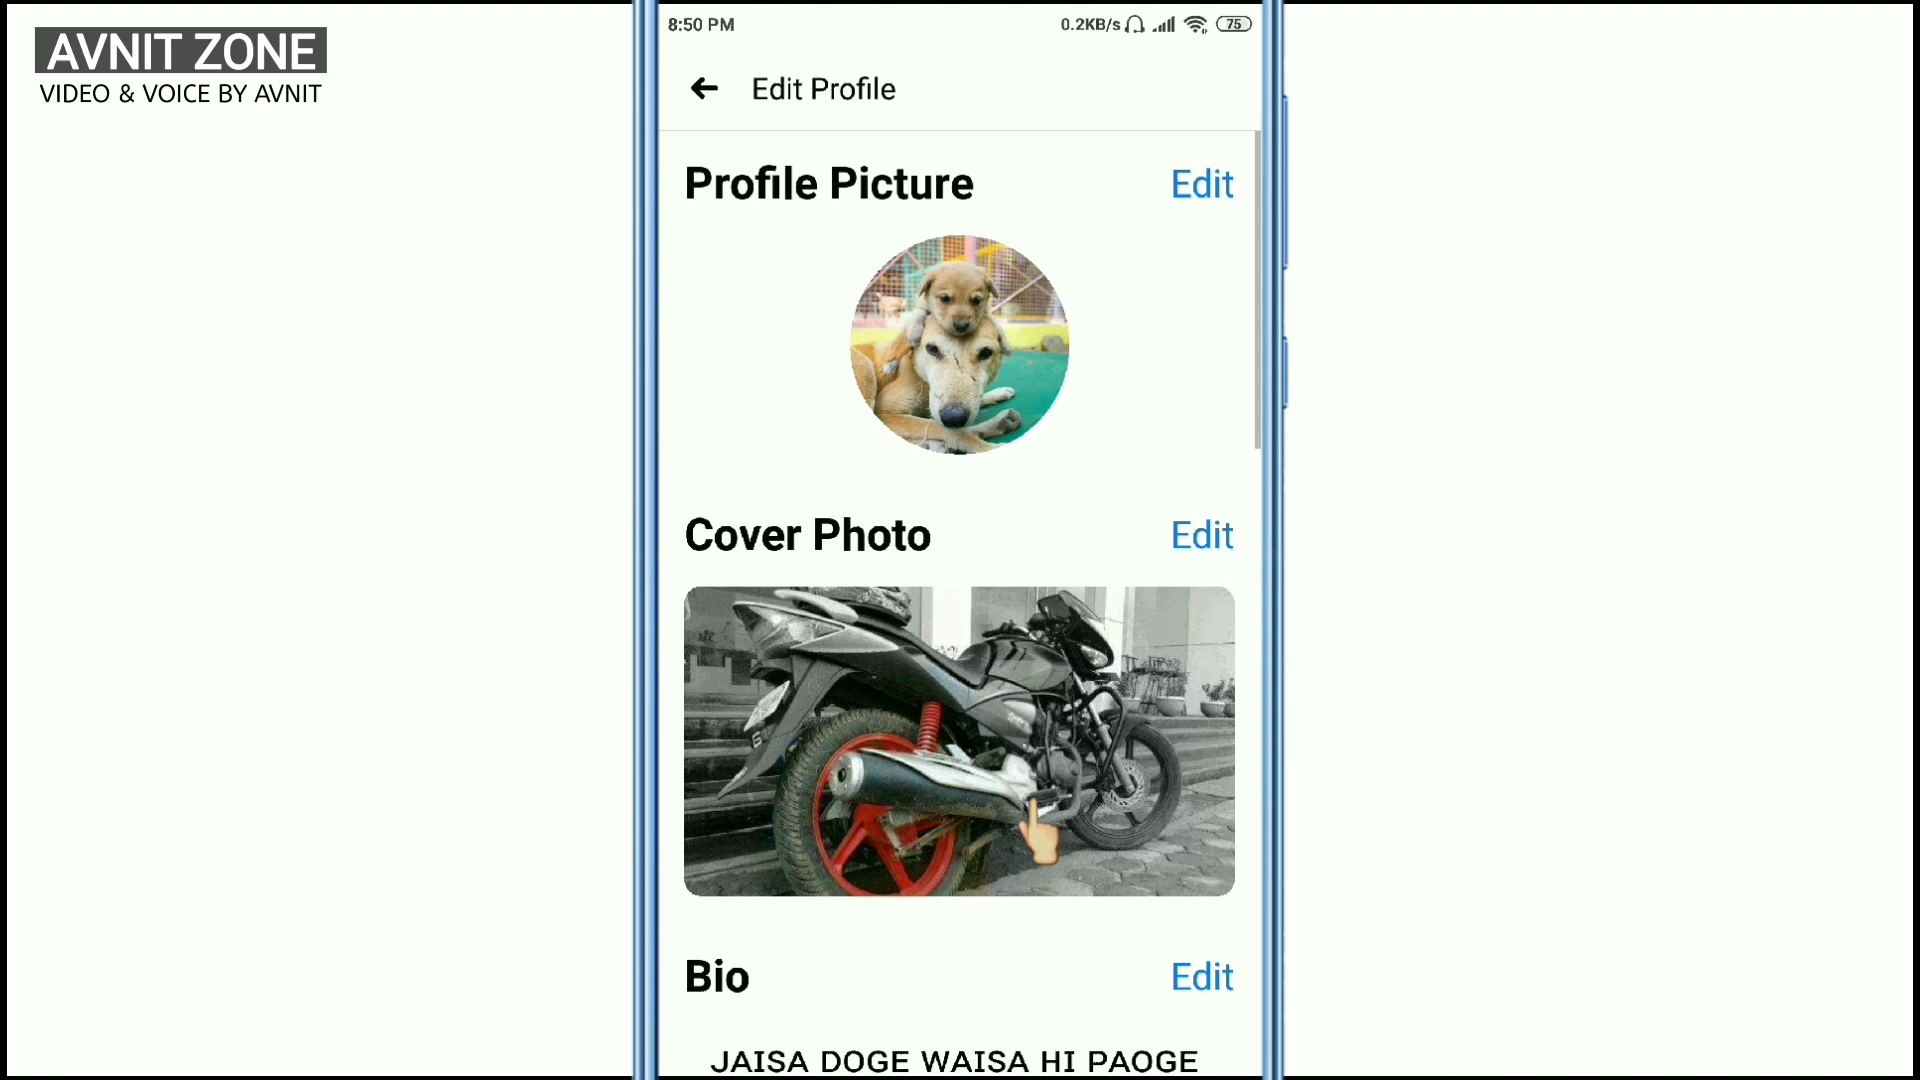 AVNIT ZONE
VIDEO & VOICE BY AVNIT
8:50 PM
0.2KB/s
75
Edit Profile
Profile Picture
Edit
Cover Photo
Edit
Bio
Edit
JAISA DOGE WAISA HI PAOGE